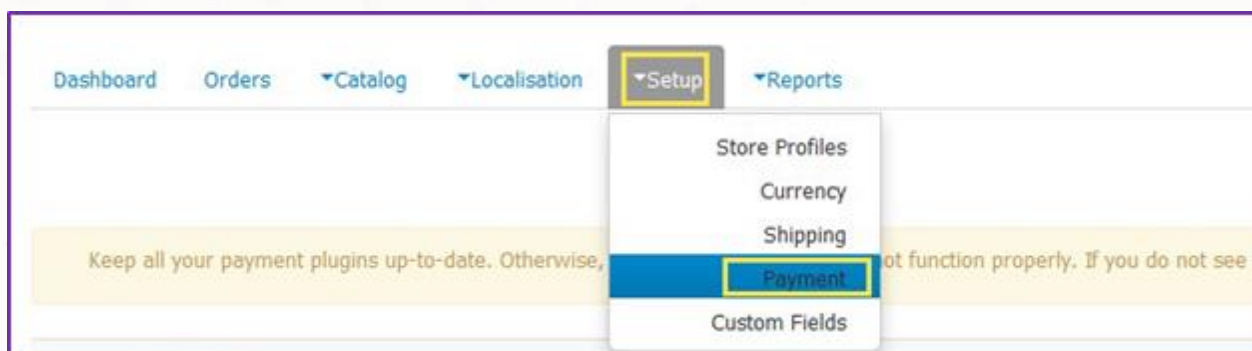 Dashboard Orders Catalog Localisation Setup Reports
Store Profiles
Currency
Shipping
Keep all your payment plugins up-to-date. Otherwise, ot function properly. If you do not see
Payment
Custom Fields